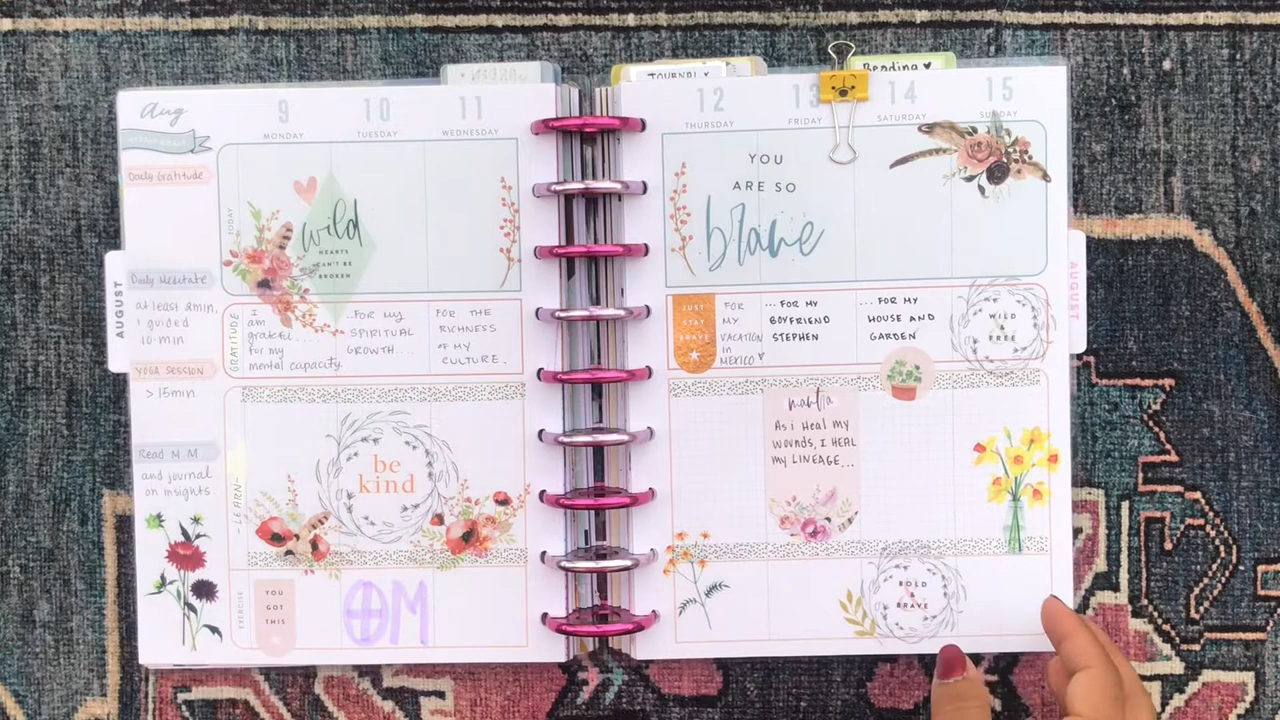 JOURNAL
Reading
Aug
9
10
11
MONDAY
TUESDAY
WEDNESDAY
12
13
14
15
THURSDAY
FRIDAY
SATURDAY
SUNDAY
Daily Gratitude
Daily Meditate
at least 2min,
1 guided
10 min
YOGA SESSION
> 15min
Read M M
and journal
on insights.
AUGUST
TODAY
wild
HEARTS
CAN'T BE
BROKEN
GRATITUDE
I
am
grateful....
for my
mental capacity.
...For my
SPIRITUAL
GROWTH....
FOR THE
RICHNESS
OF MY
CULTURE.
-LEARN-
be
kind
EXERCISE
YOU
GOT
THIS
OM
YOU
ARE SO
brave
JUST
STAY
BRAVE
FOR
MY
VACATION
in
MEXICO
... FOR MY
BOYFRIEND
STEPHEN
... FOR MY
HOUSE AND
GARDEN
WILD
&
FREE
mantra
As i Heal my
wounds, I HEAL
my LINEAGE...
BOLD
&
BRAVE
AUGUST